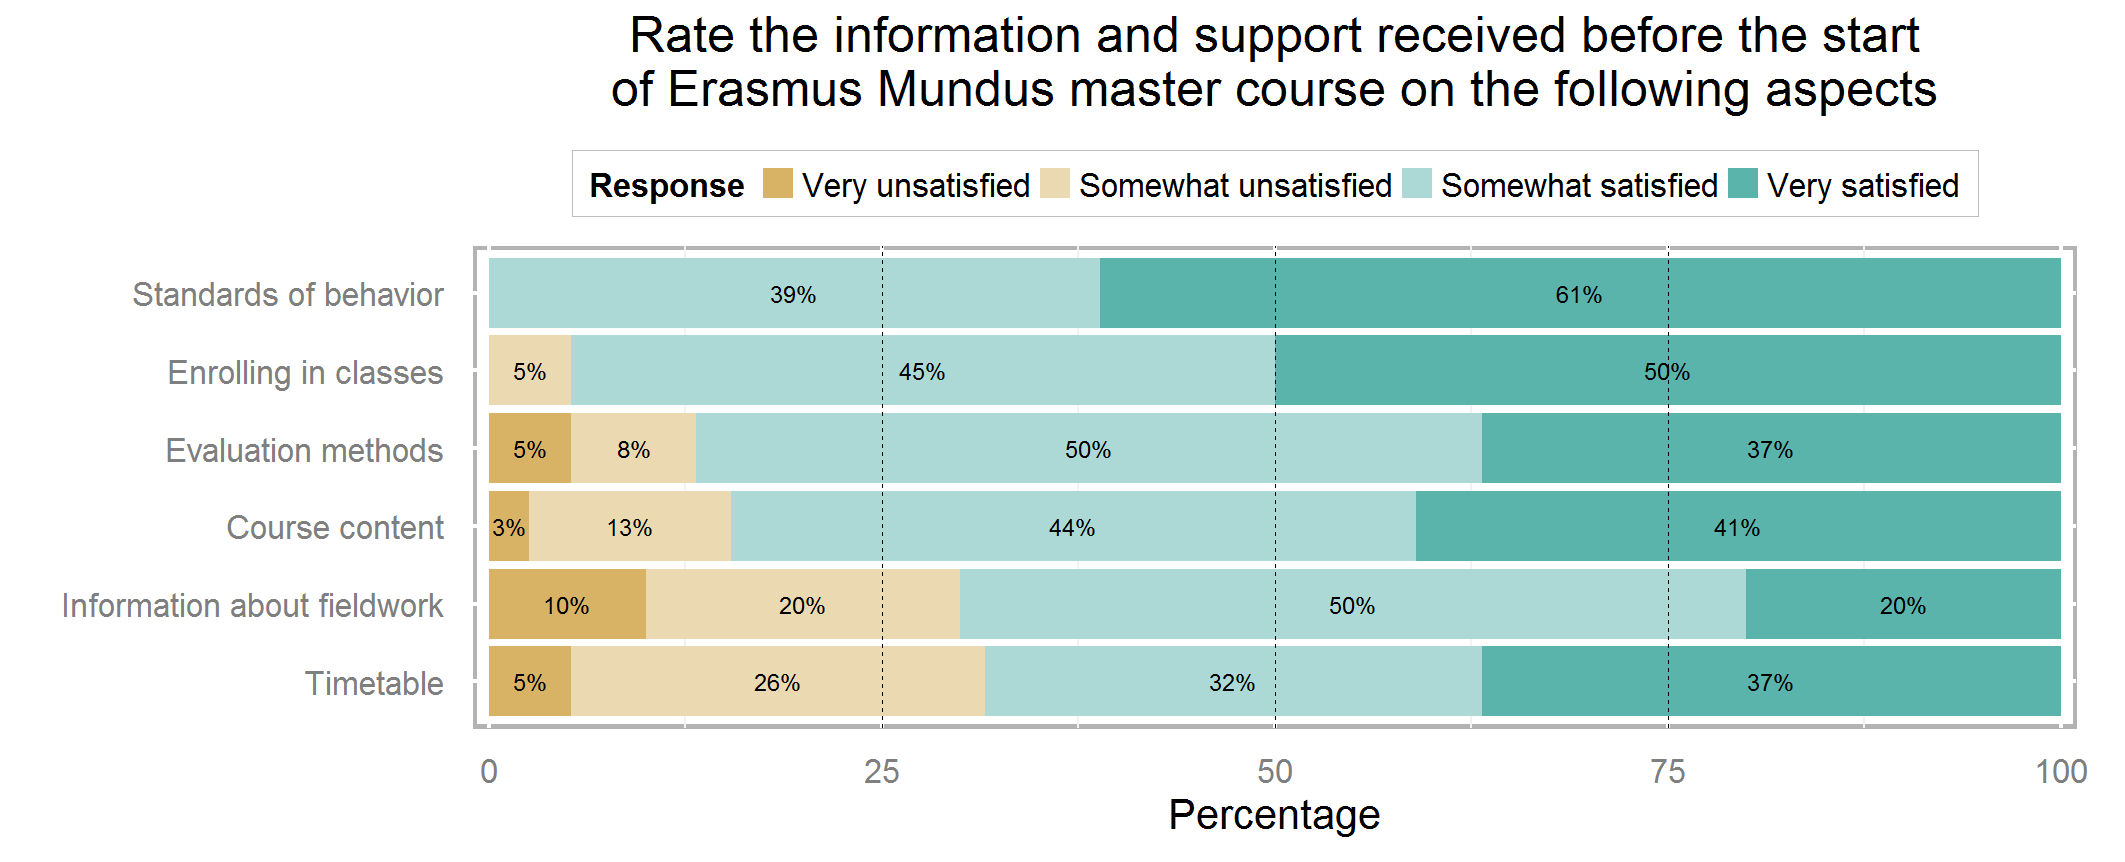 Rate the information and support received before the start
of Erasmus Mundus master course on the following aspects
Response Very unsatisfied Somewhat unsatisfied Somewhat satisfied Very satisfied
Standards of behavior 39% 61%
Enrolling in classes 5% 45% 50%
Evaluation methods 5% 8% 50% 37%
Course content 3% 13% 44% 41%
Information about fieldwork 10% 20% 50% 20%
Timetable 5% 26% 32% 37%
0 25 50 75 100
Percentage